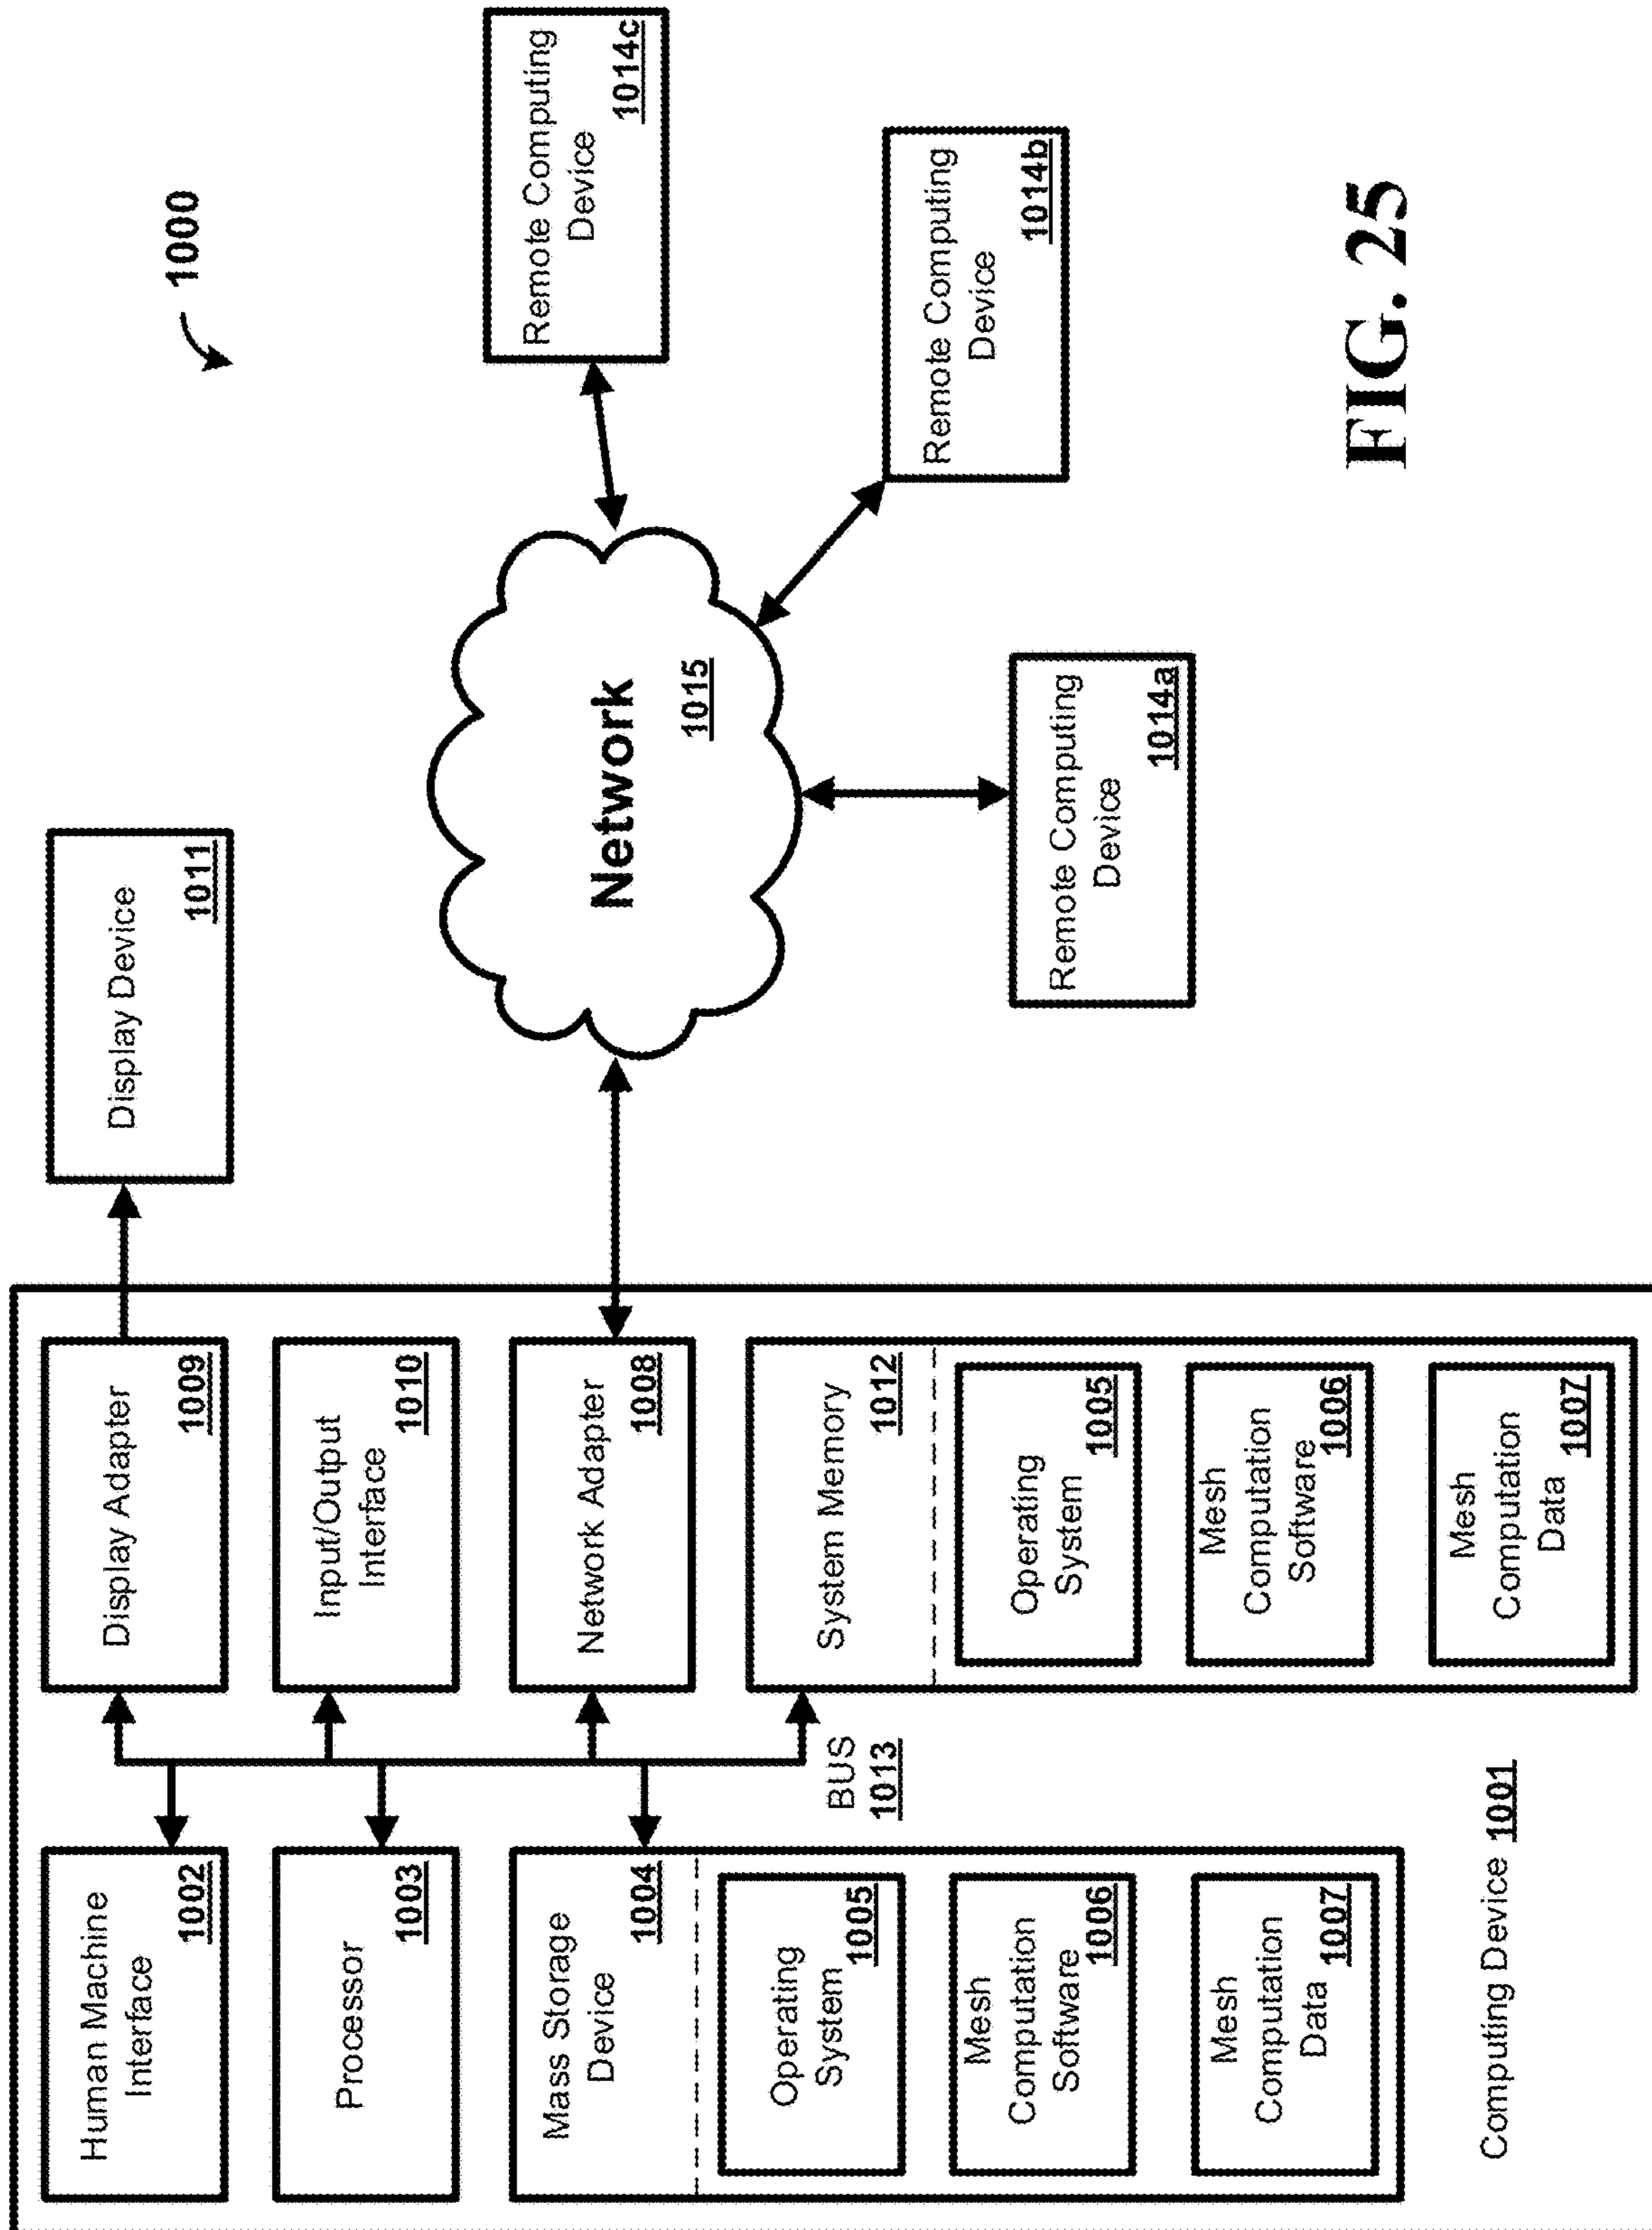 1000
Human Machine
Interface
1002
Processor
1003
Mass Storage
Device
1004
Operating
System
1005
Mesh
Computation
Software
1006
Mesh
Computation
Data
1007
BUS
1013
Display Adapter
1009
Input/Output
Interface
1010
Network Adapter
1008
System Memory
1012
Operating
System
1005
Mesh
Computation
Software
1006
Mesh
Computation
Data
1007
Computing Device 1001
Display Device
1011
Network
1015
Remote Computing
Device
1014a
Remote Computing
Device
1014b
Remote Computing
Device
1014c
FIG. 25